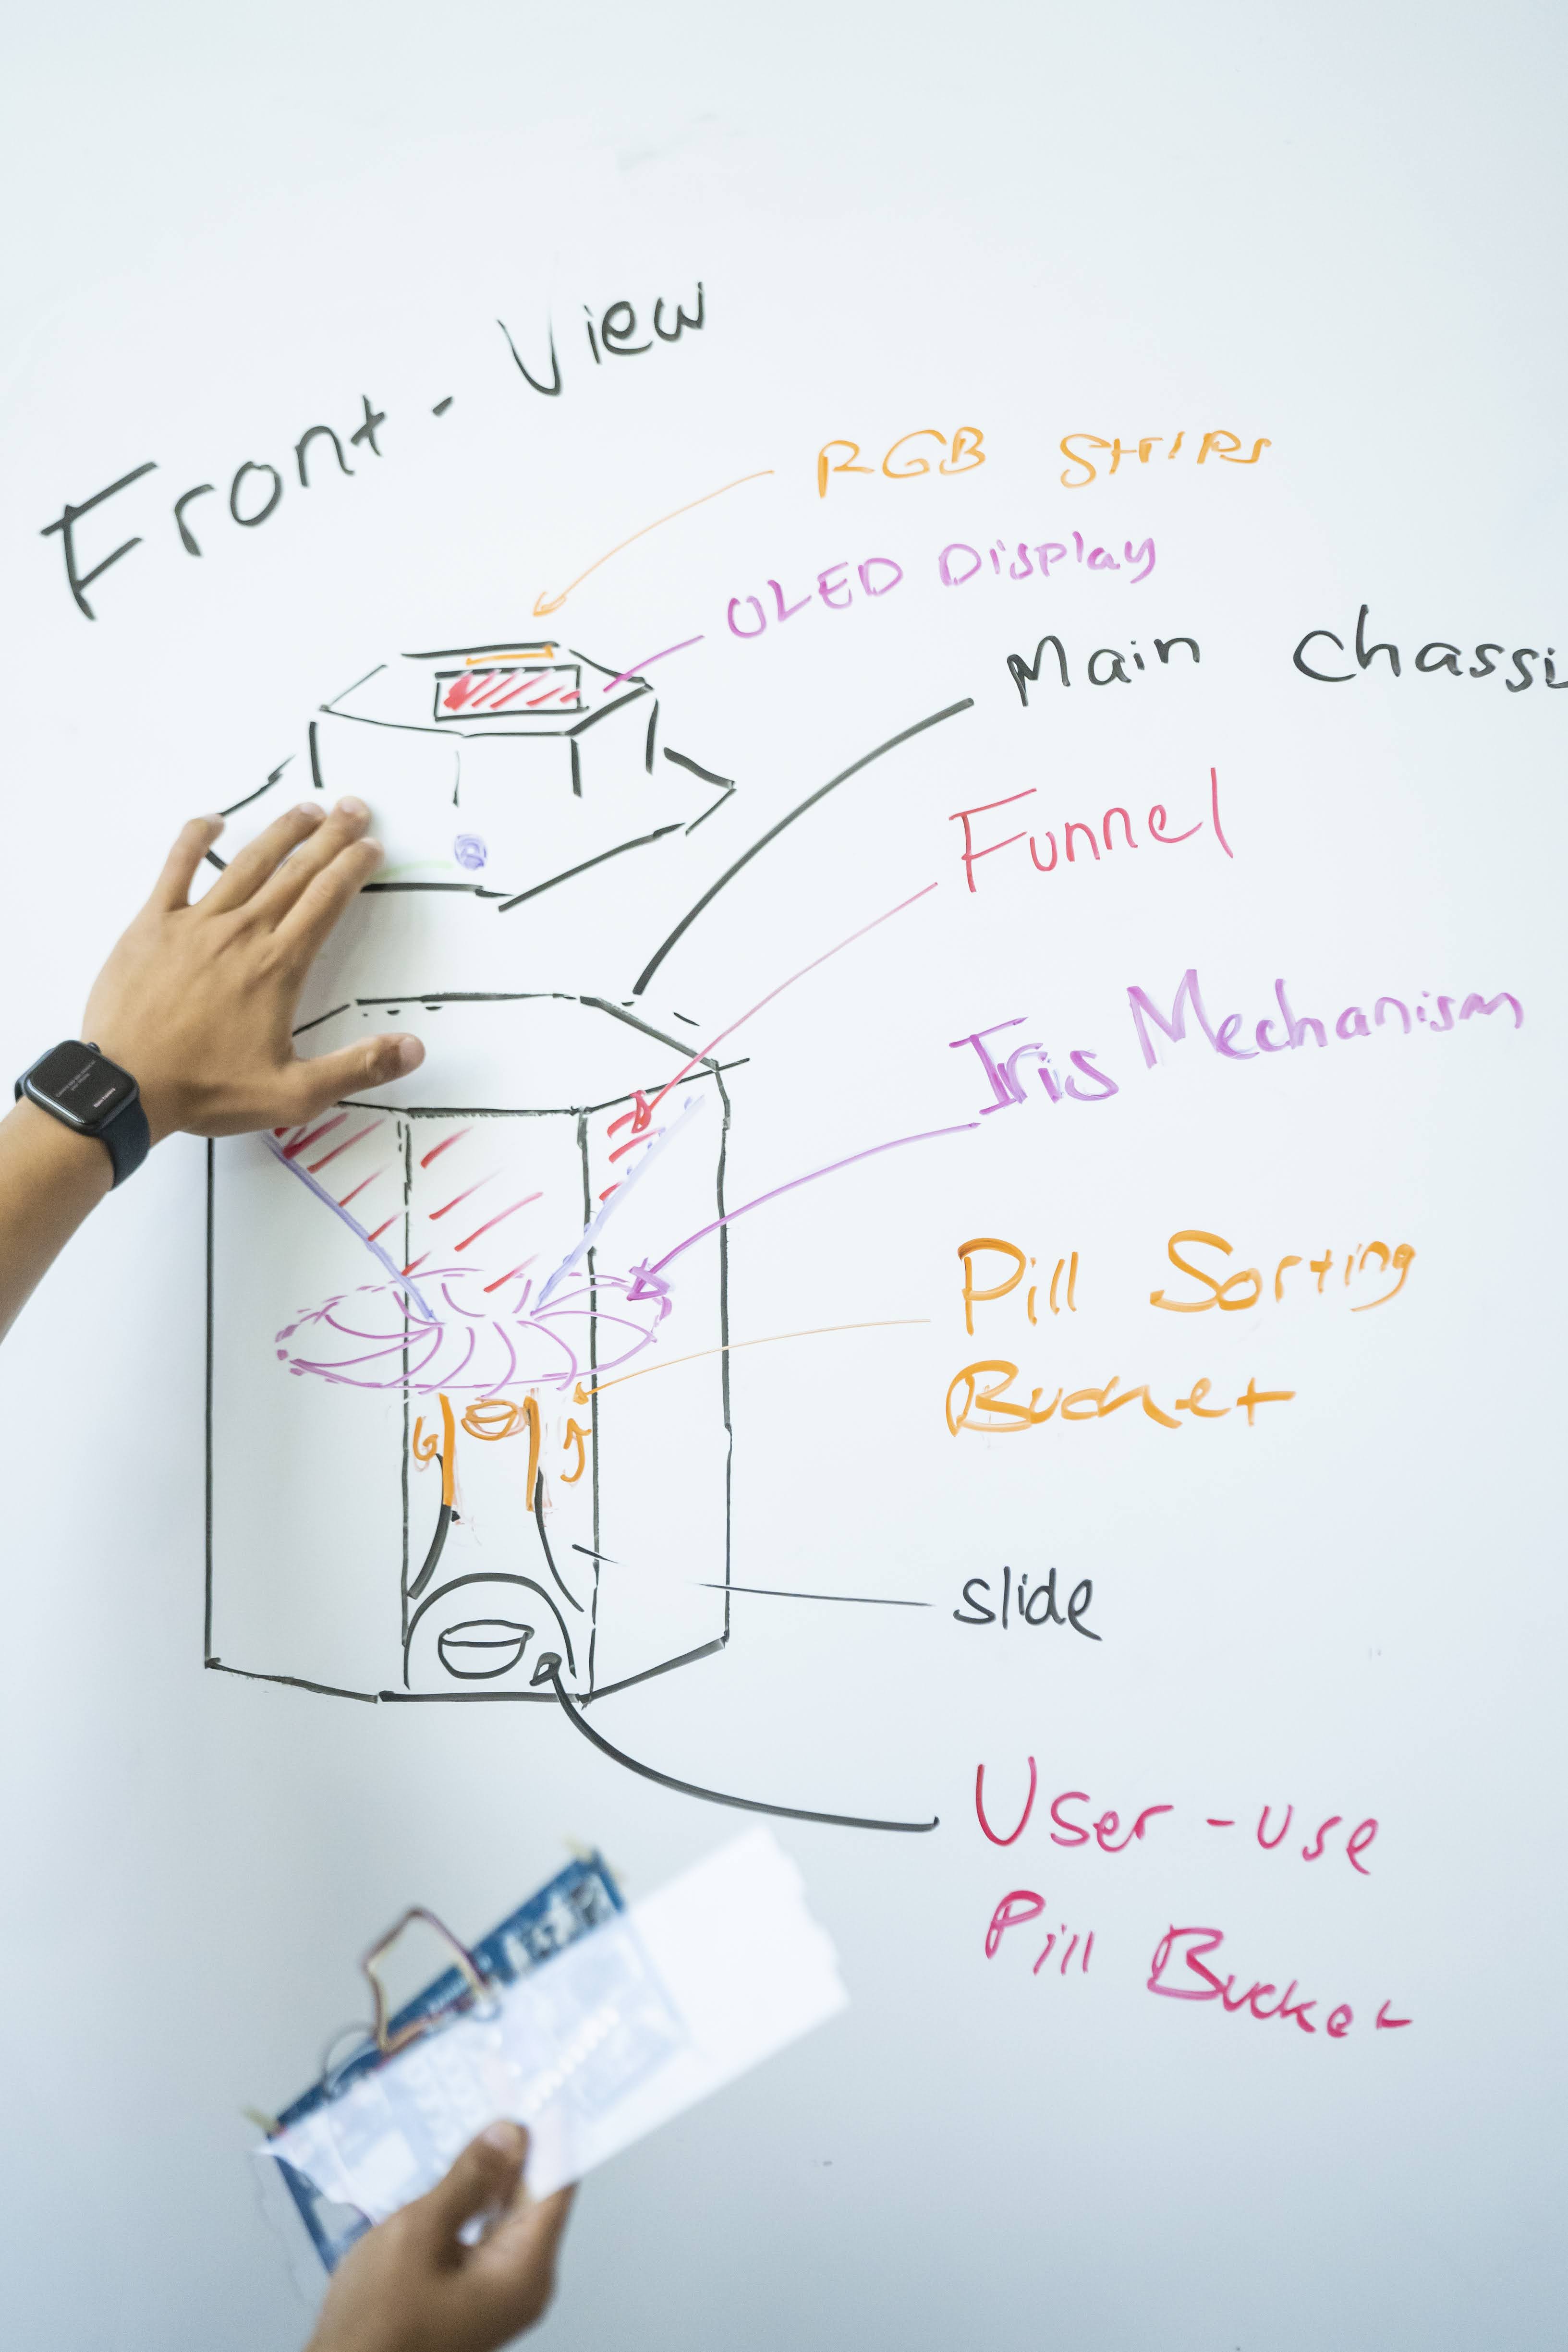 Front - View
RGB Strips
OLED Display
Main Chassi
Funnel
Iris Mechanism
Pill Sorting
Bucket
slide
User - use
Pill Bucket